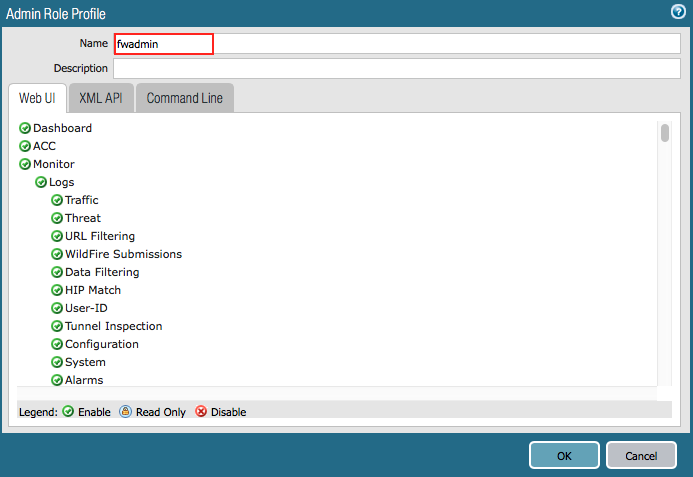 Admin Role Profile
Name fwadmin
Description
Web UI XML API Command Line
Dashboard
ACC
Monitor
Logs
Traffic
Threat
URL Filtering
WildFire Submissions
Data Filtering
HIP Match
User-ID
Tunnel Inspection
Configuration
System
Alarms
Legend: Enable Read Only Disable
OK Cancel